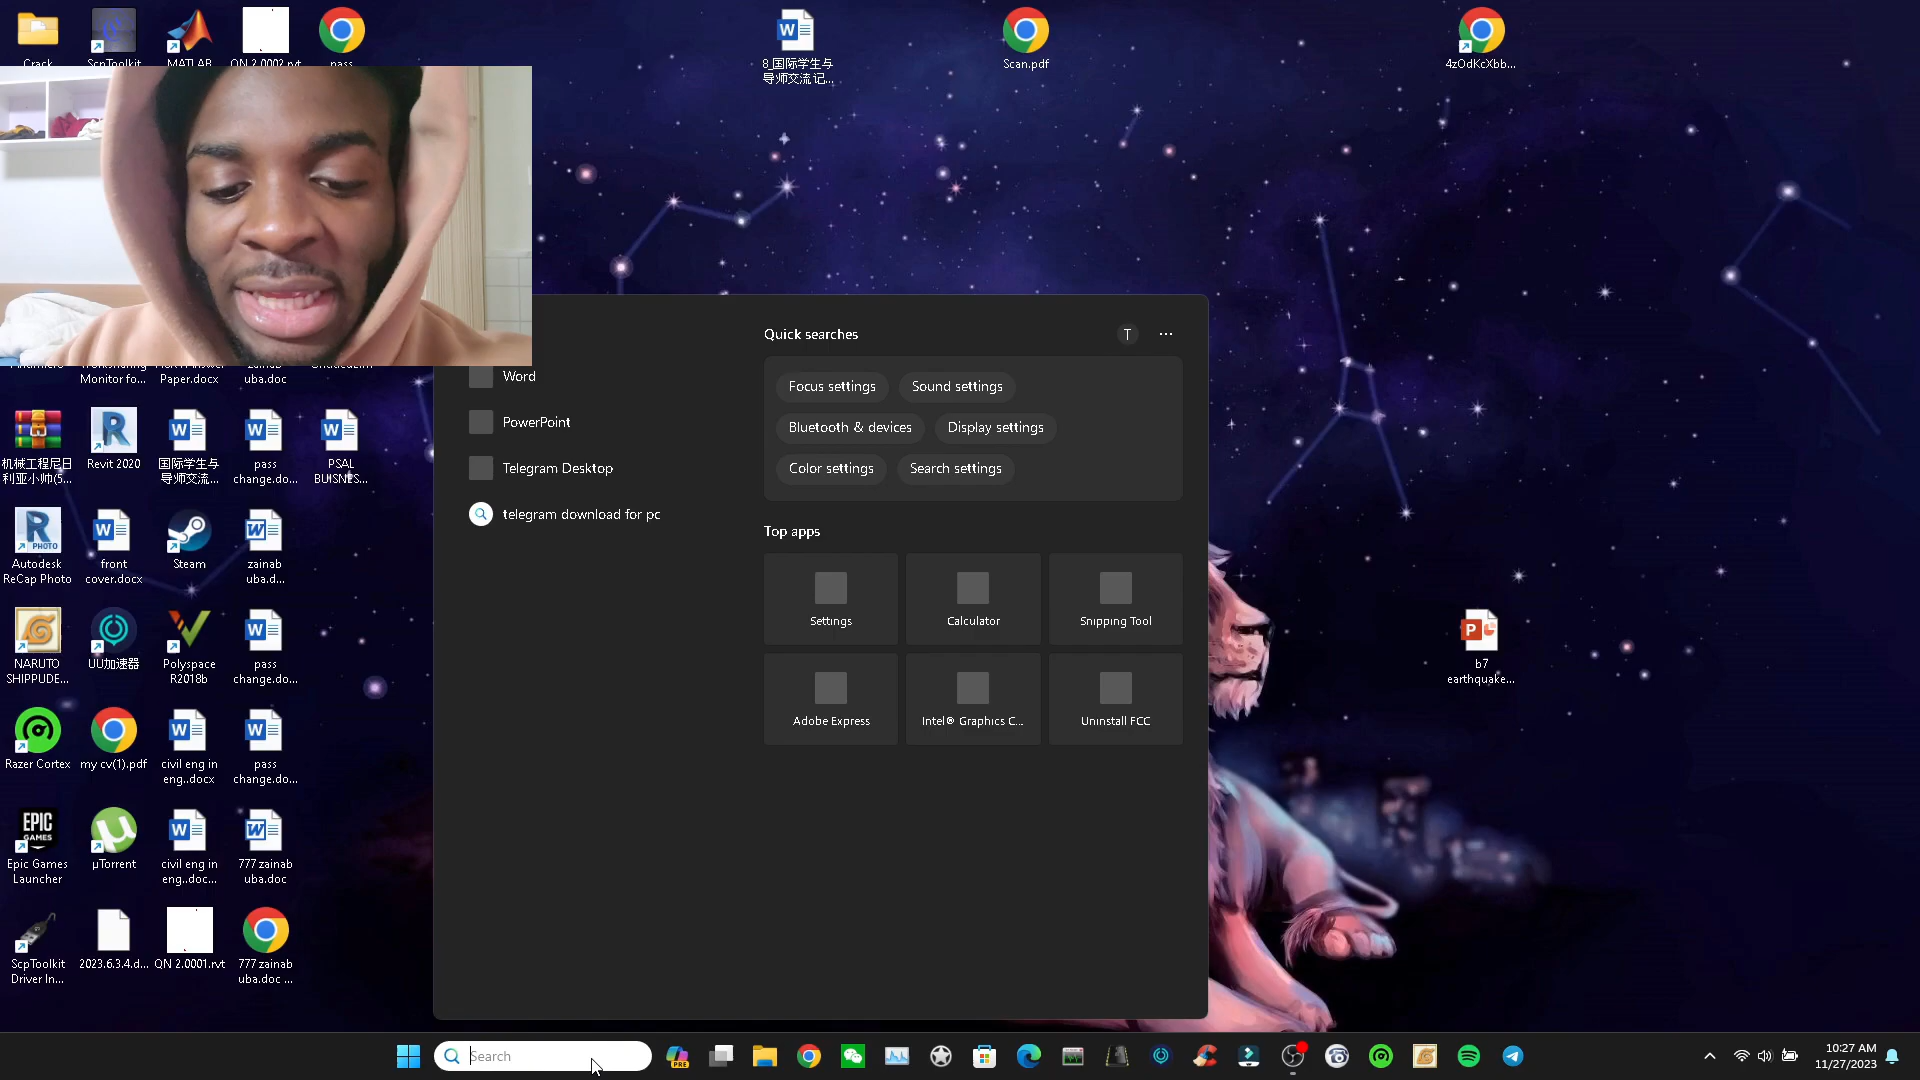 Crack
ScpToolkit
MATLAB
QN 2.0002.rvt
pass
8_国际学生与
导师交流记...
Scan.pdf
4zOdKcXbb...
Monitor fo...
Paper.docx
zainab
uba.doc
机械工程尼日
利亚小帅(5...
Revit 2020
国际学生与
导师交流...
pass
change.do...
PSAL
BUISNES...
Autodesk
ReCap Photo
front
cover.docx
Steam
zainab
uba.d...
NARUTO
SHIPPUDE...
UU加速器
Polyspace
R2018b
pass
change.do...
Razer Cortex
my cv(1).pdf
civil eng in
eng..docx
pass
change.do...
Epic Games
Launcher
µTorrent
civil eng in
eng..doc...
777 zainab
uba.doc
ScpToolkit
Driver In...
2023.6.3.4.d...
QN 2.0001.rvt
777 zainab
uba.doc ...
b7
earthquake...
Word
PowerPoint
Telegram Desktop
telegram download for pc
Quick searches
T
Focus settings
Sound settings
Bluetooth & devices
Display settings
Color settings
Search settings
Top apps
Settings
Calculator
Snipping Tool
Adobe Express
Intel® Graphics C...
Uninstall FCC
Search
PRE
10:27 AM
11/27/2023